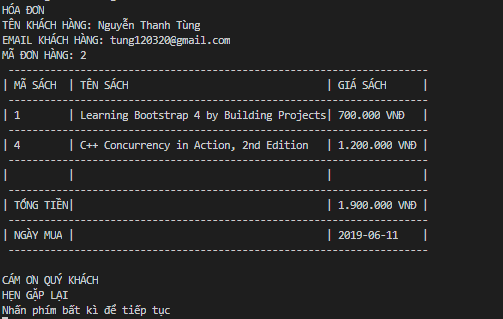 HÓA ĐƠN
TÊN KHÁCH HÀNG: Nguyễn Thanh Tùng
EMAIL KHÁCH HÀNG: tung120320@gmail.com
MÃ ĐƠN HÀNG: 2
| MÃ SÁCH | TÊN SÁCH | GIÁ SÁCH |
| 1 | Learning Bootstrap 4 by Building Projects| 700.000 VNĐ |
| 4 | C++ Concurrency in Action, 2nd Edition | 1.200.000 VNĐ |
| TỔNG TIỀN| | 1.900.000 VNĐ |
| NGÀY MUA | | 2019-06-11 |
CÁM ƠN QUÝ KHÁCH
HẸN GẶP LẠI
Nhấn phím bất kì để tiếp tục